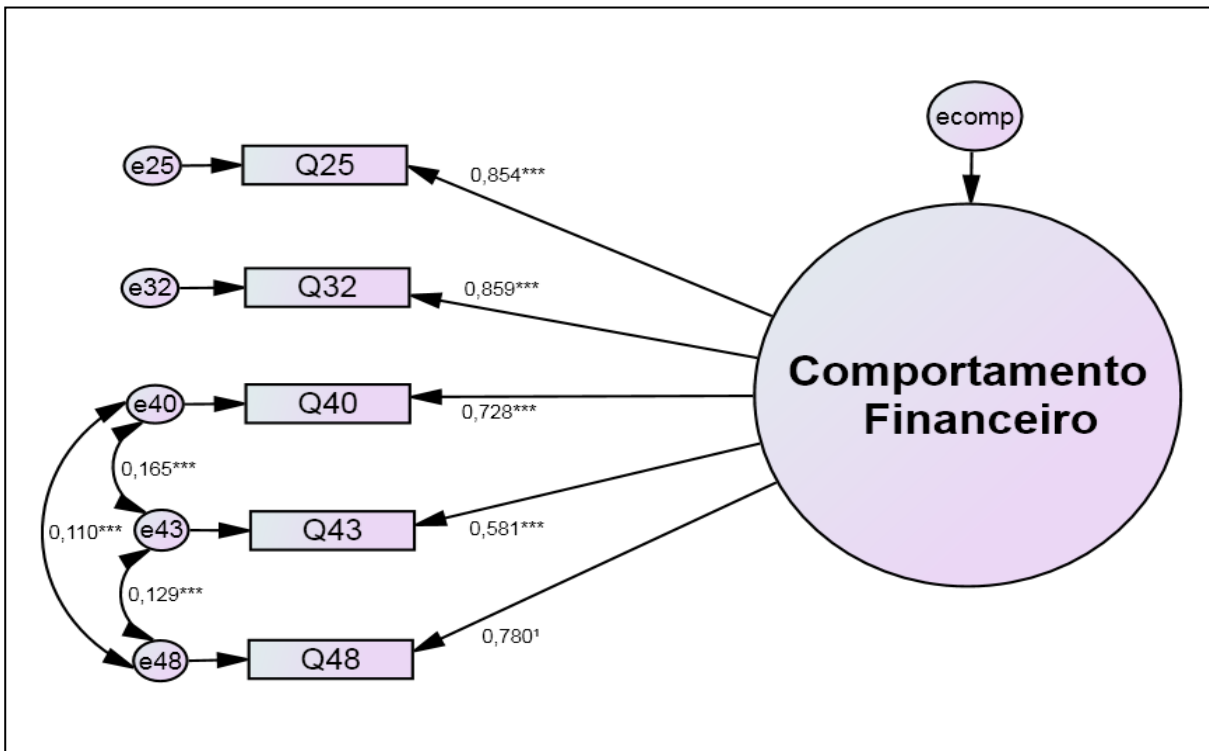 ecomp
e25
Q25
0,854***
e32
Q32
0,859***
Comportamento
Financeiro
e40
Q40
0,728***
0,165***
0,110***
e43
Q43
0,581***
0,129***
0,780¹
e48
Q48